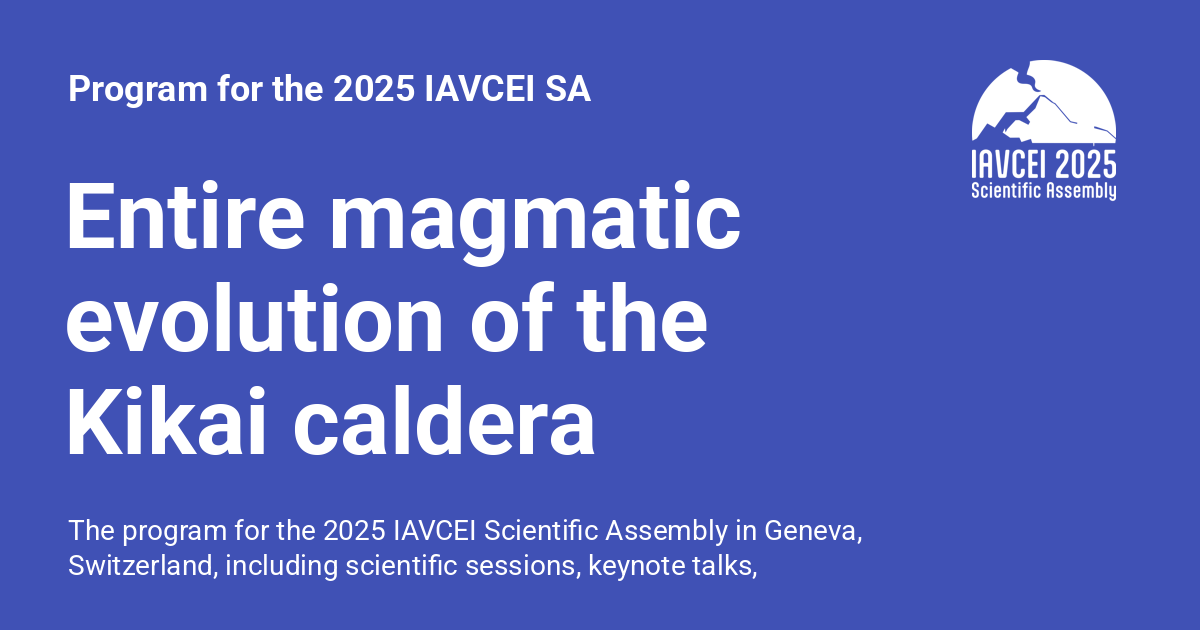 Program for the 2025 IAVCEI SA
IAVCEI 2025
Scientific Assembly
Entire magmatic
evolution of the
Kikai caldera
The program for the 2025 IAVCEI Scientific Assembly in Geneva,
Switzerland, including scientific sessions, keynote talks,